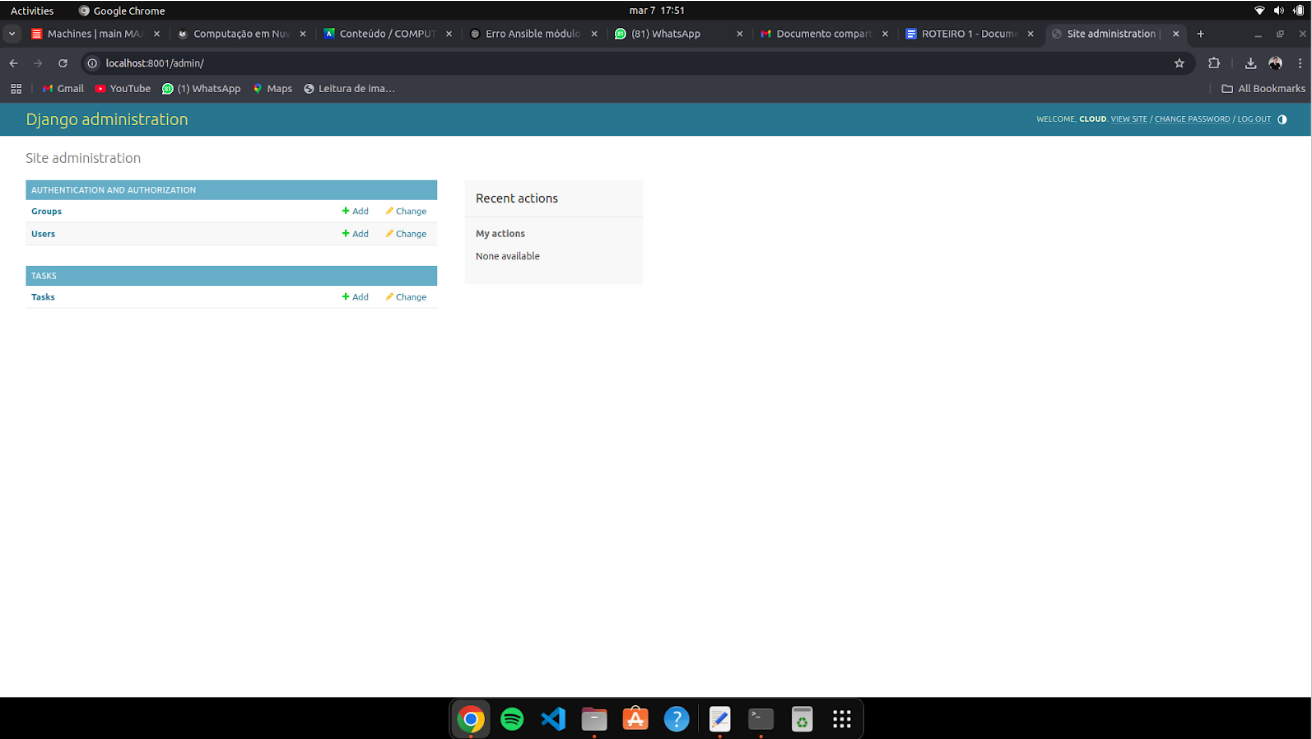 Activities Google Chrome mar 7 17:51
Machines | main MAA Computação em Nuv Conteúdo / COMPUT Erro Ansible módulo (81) WhatsApp Documento compart ROTEIRO 1 - Docume Site administration |
localhost:8001/admin/
Gmail YouTube (1) WhatsApp Maps Leitura de ima… All Bookmarks
Django administration WELCOME, CLOUD. VIEW SITE / CHANGE PASSWORD / LOG OUT
Site administration
AUTHENTICATION AND AUTHORIZATION
Groups Add Change
Users Add Change
TASKS
Tasks Add Change
Recent actions
My actions
None available